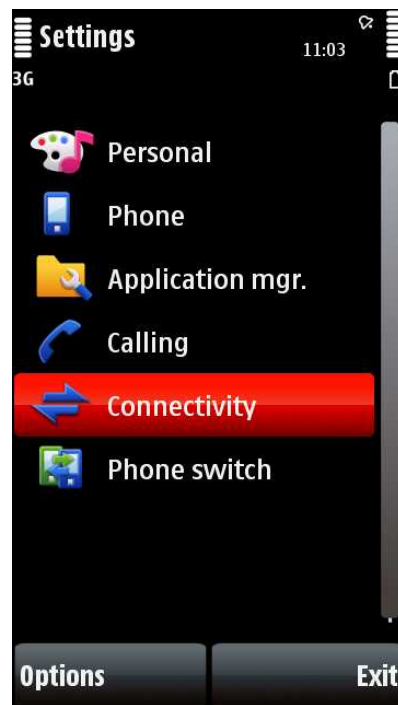 Settings
11:03
3G
Personal
Phone
Application mgr.
Calling
Connectivity
Phone switch
Options Exit